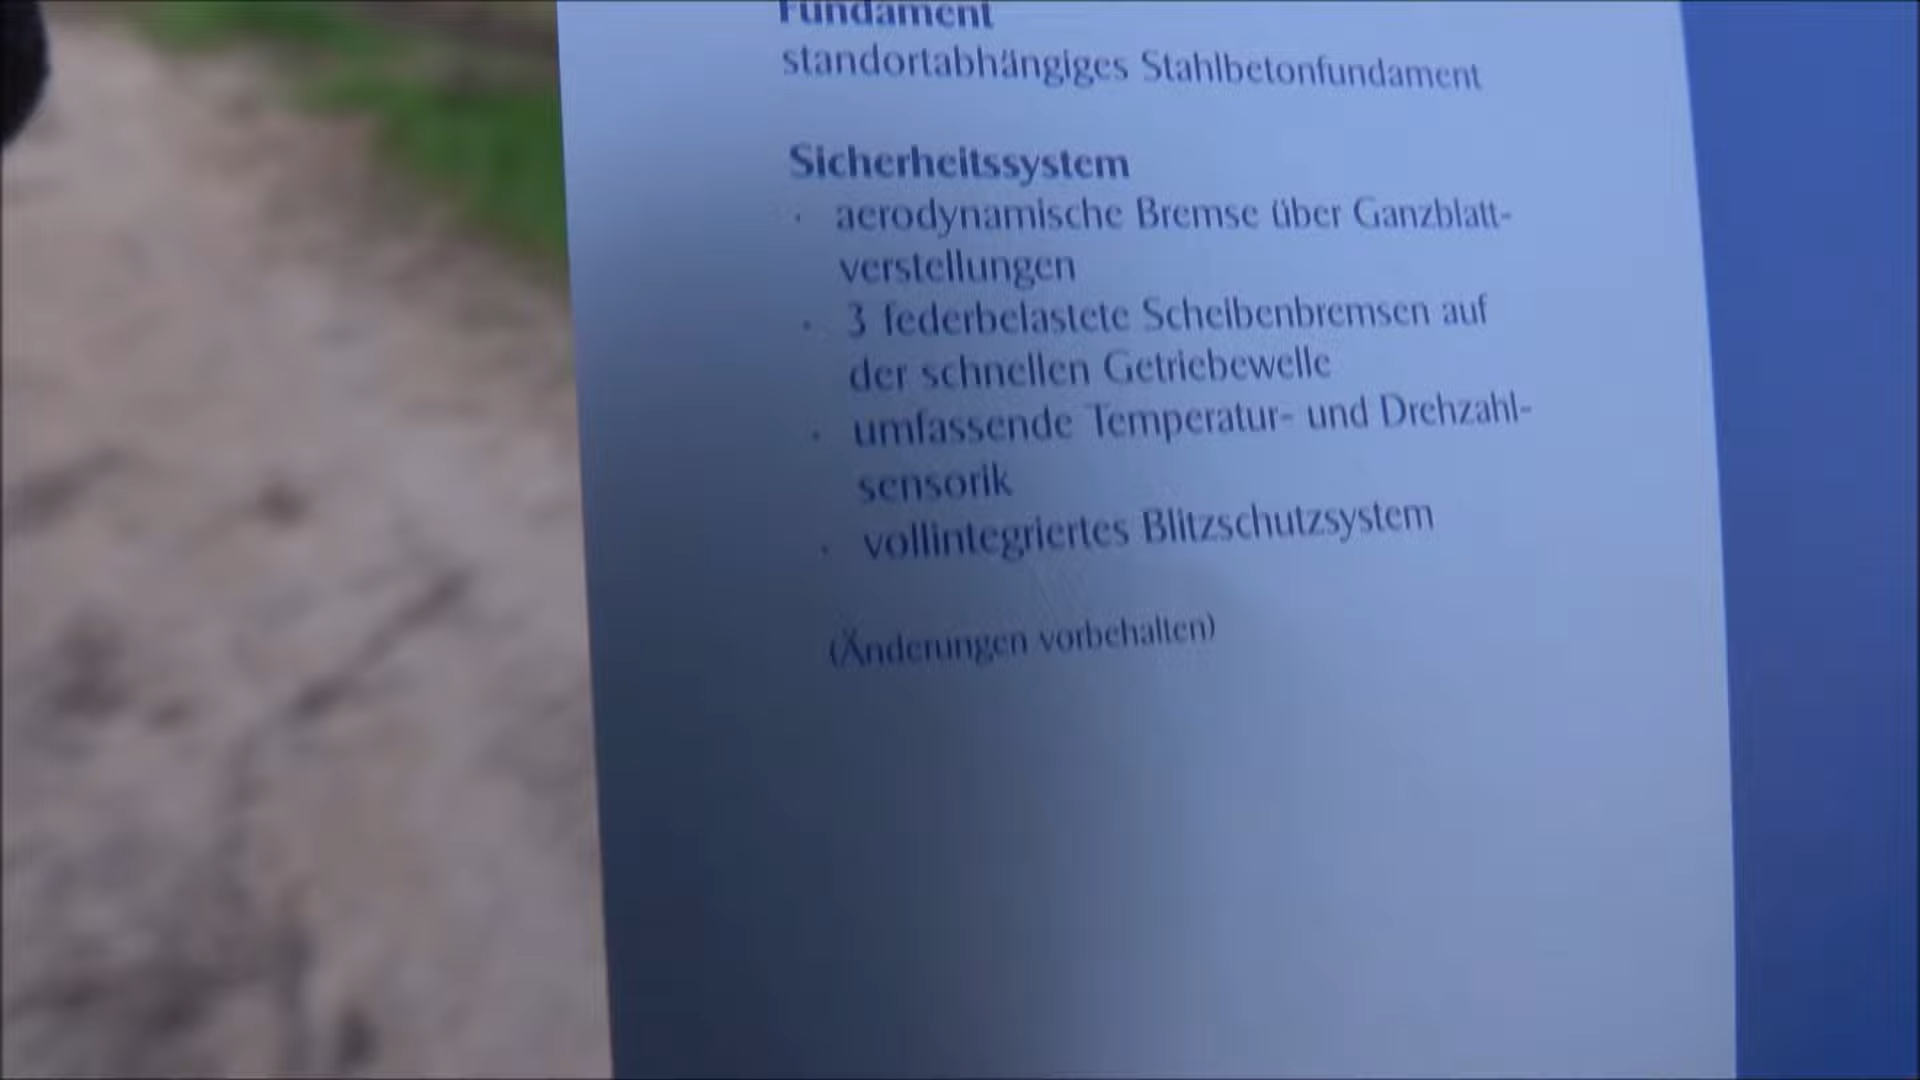 Fundament
standortabhängiges Stahlbetonfundament
Sicherheitssystem
· aerodynamische Bremse über Ganzblatt-
verstellungen
· 3 federbelastete Scheibenbremsen auf
der schnellen Getriebewelle
· umfassende Temperatur- und Drehzahl-
sensorik
· vollintegriertes Blitzschutzsystem
(Änderungen vorbehalten)